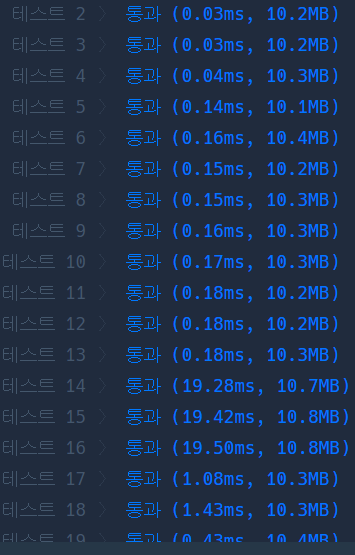 테스트 2 〉 통과 (0.03ms, 10.2MB)
테스트 3 〉 통과 (0.03ms, 10.2MB)
테스트 4 〉 통과 (0.04ms, 10.3MB)
테스트 5 〉 통과 (0.14ms, 10.1MB)
테스트 6 〉 통과 (0.16ms, 10.4MB)
테스트 7 〉 통과 (0.15ms, 10.2MB)
테스트 8 〉 통과 (0.15ms, 10.3MB)
테스트 9 〉 통과 (0.16ms, 10.3MB)
테스트 10 〉 통과 (0.17ms, 10.3MB)
테스트 11 〉 통과 (0.18ms, 10.2MB)
테스트 12 〉 통과 (0.18ms, 10.2MB)
테스트 13 〉 통과 (0.18ms, 10.3MB)
테스트 14 〉 통과 (19.28ms, 10.7MB)
테스트 15 〉 통과 (19.42ms, 10.8MB)
테스트 16 〉 통과 (19.50ms, 10.8MB)
테스트 17 〉 통과 (1.08ms, 10.3MB)
테스트 18 〉 통과 (1.43ms, 10.3MB)
테스트 19 〉 통과 (0.43ms, 10.4MB)